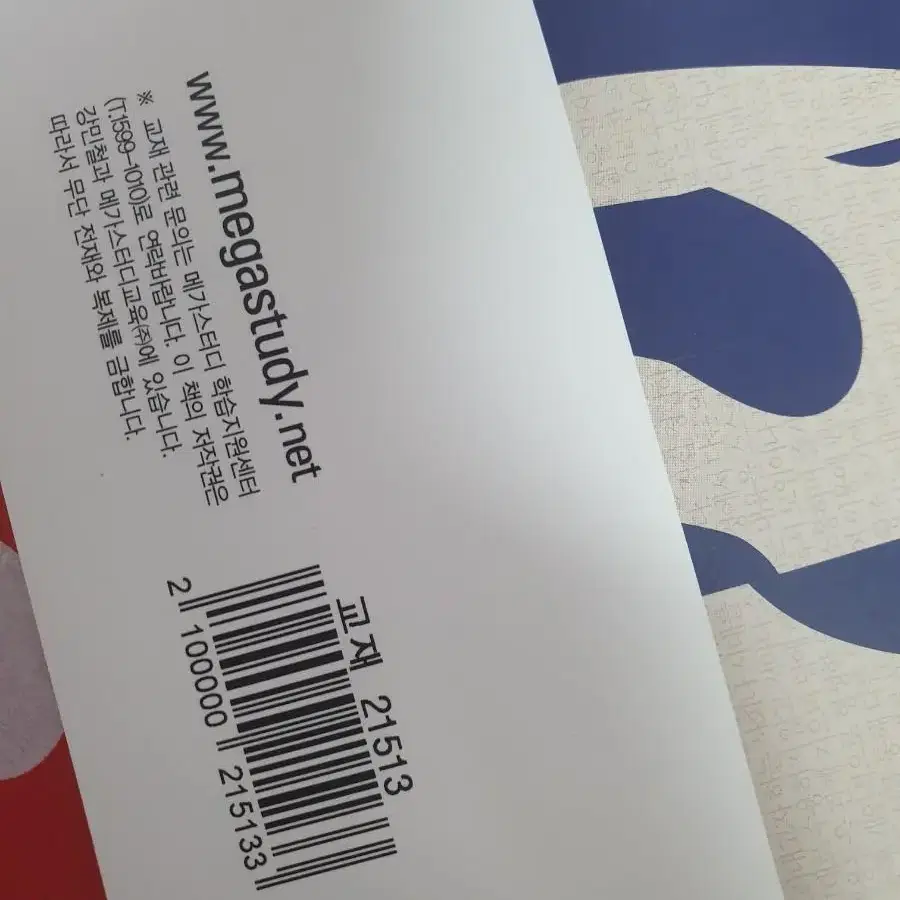 www.megastudy.net
※ 교재 관련 문의는 메가스터디 학습지원센터
(T.1599-1010)로 연락바랍니다. 이 책의 저작권은
강민철과 메가스터디교육㈜에 있습니다.
따라서 무단 전재와 복제를 금합니다.
교재 21513
2 100000 215133